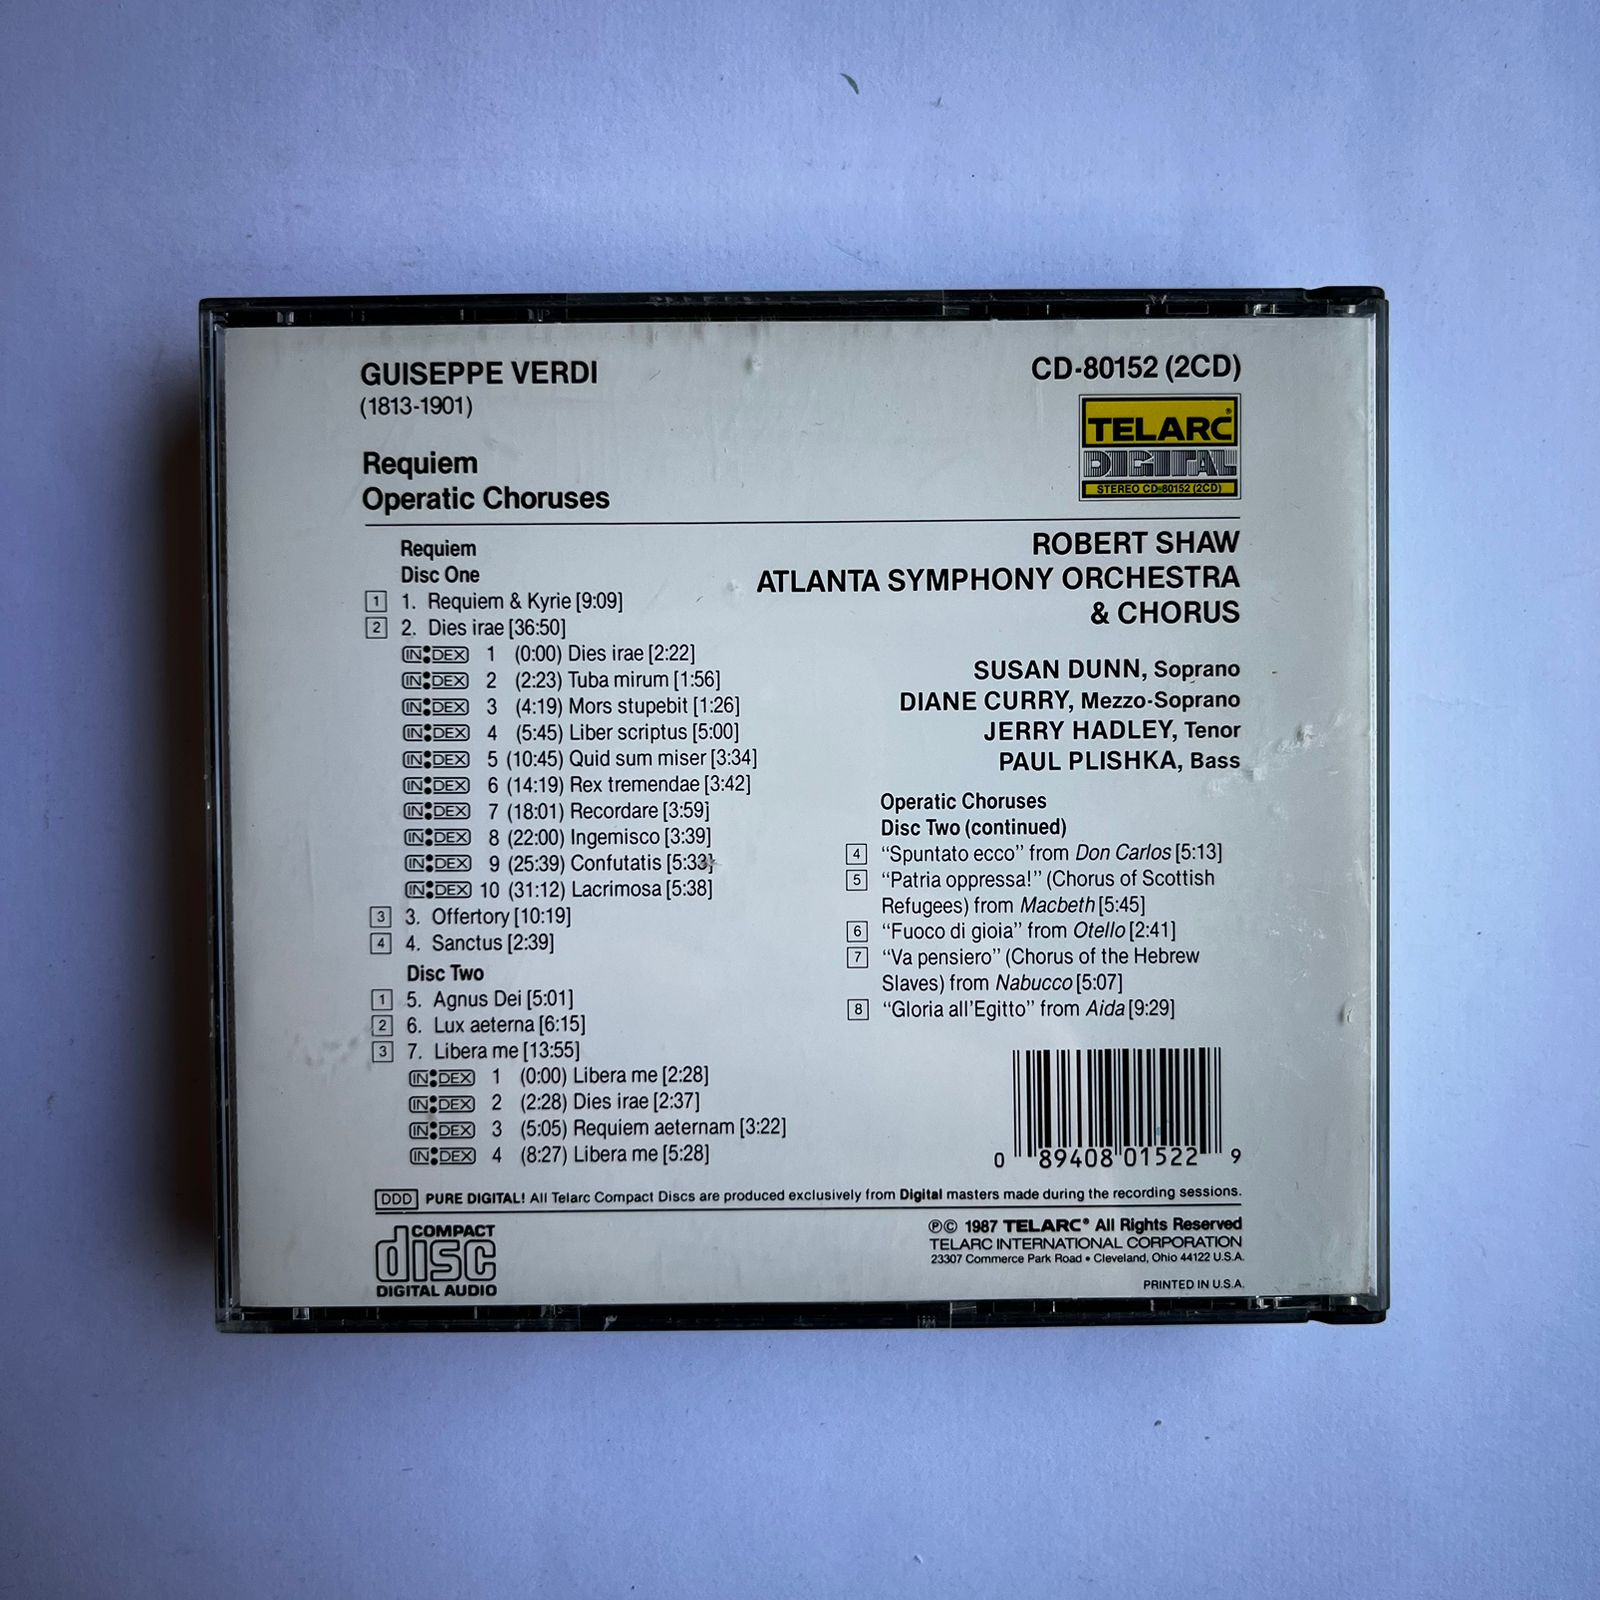 GUISEPPE VERDI
(1813-1901)
Requiem
Operatic Choruses
CD-80152 (2CD)
TELARC®
DIGITAL
STEREO CD-80152 (2CD)
Requiem
Disc One
1 1. Requiem & Kyrie [9:09]
2 2. Dies irae [36:50]
INDEX 1 (0:00) Dies irae [2:22]
INDEX 2 (2:23) Tuba mirum [1:56]
INDEX 3 (4:19) Mors stupebit [1:26]
INDEX 4 (5:45) Liber scriptus [5:00]
INDEX 5 (10:45) Quid sum miser [3:34]
INDEX 6 (14:19) Rex tremendae [3:42]
INDEX 7 (18:01) Recordare [3:59]
INDEX 8 (22:00) Ingemisco [3:39]
INDEX 9 (25:39) Confutatis [5:33]
INDEX 10 (31:12) Lacrimosa [5:38]
3 3. Offertory [10:19]
4 4. Sanctus [2:39]
Disc Two
1 5. Agnus Dei [5:01]
2 6. Lux aeterna [6:15]
3 7. Libera me [13:55]
INDEX 1 (0:00) Libera me [2:28]
INDEX 2 (2:28) Dies irae [2:37]
INDEX 3 (5:05) Requiem aeternam [3:22]
INDEX 4 (8:27) Libera me [5:28]
ROBERT SHAW
ATLANTA SYMPHONY ORCHESTRA
& CHORUS
SUSAN DUNN, Soprano
DIANE CURRY, Mezzo-Soprano
JERRY HADLEY, Tenor
PAUL PLISHKA, Bass
Operatic Choruses
Disc Two (continued)
4 “Spuntato ecco” from Don Carlos [5:13]
5 “Patria oppressa!” (Chorus of Scottish
Refugees) from Macbeth [5:45]
6 “Fuoco di gioia” from Otello [2:41]
7 “Va pensiero” (Chorus of the Hebrew
Slaves) from Nabucco [5:07]
8 “Gloria all'Egitto” from Aida [9:29]
0 89408 01522 9
DDD PURE DIGITAL! All Telarc Compact Discs are produced exclusively from Digital masters made during the recording sessions.
COMPACT
disc
DIGITAL AUDIO
℗© 1987 TELARC® All Rights Reserved
TELARC INTERNATIONAL CORPORATION
23307 Commerce Park Road • Cleveland, Ohio 44122 U.S.A.
PRINTED IN U.S.A.